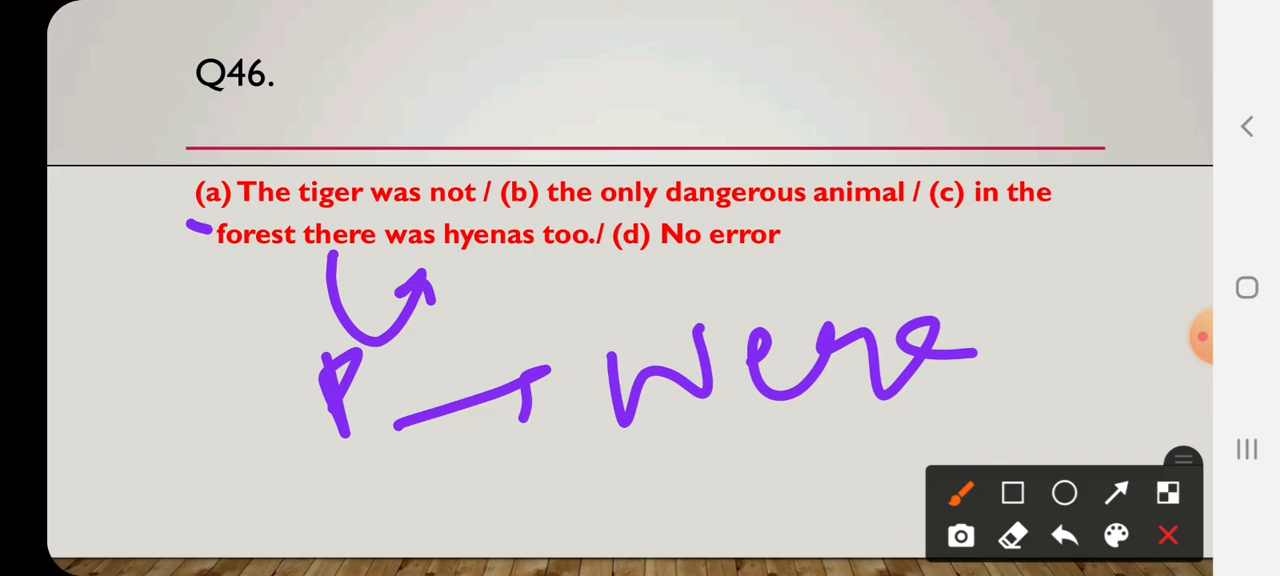 Q46.
(a) The tiger was not / (b) the only dangerous animal / (c) in the
forest there was hyenas too./ (d) No error
P → were